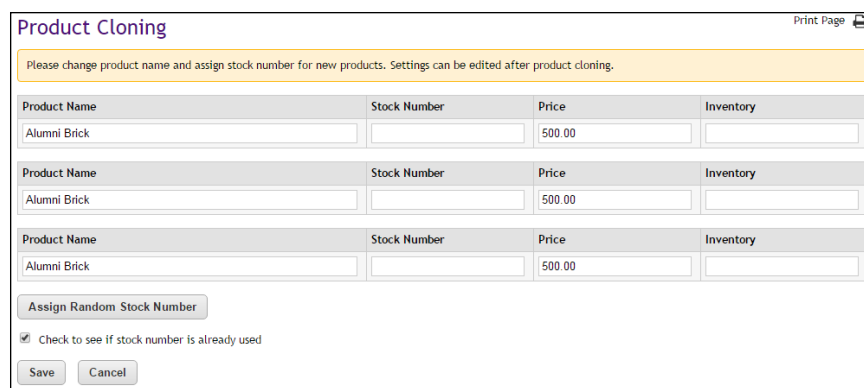 Print Page
Product Cloning
Please change product name and assign stock number for new products. Settings can be edited after product cloning.
Product Name Stock Number Price Inventory
Alumni Brick 500.00
Product Name Stock Number Price Inventory
Alumni Brick 500.00
Product Name Stock Number Price Inventory
Alumni Brick 500.00
Assign Random Stock Number
Check to see if stock number is already used
Save Cancel